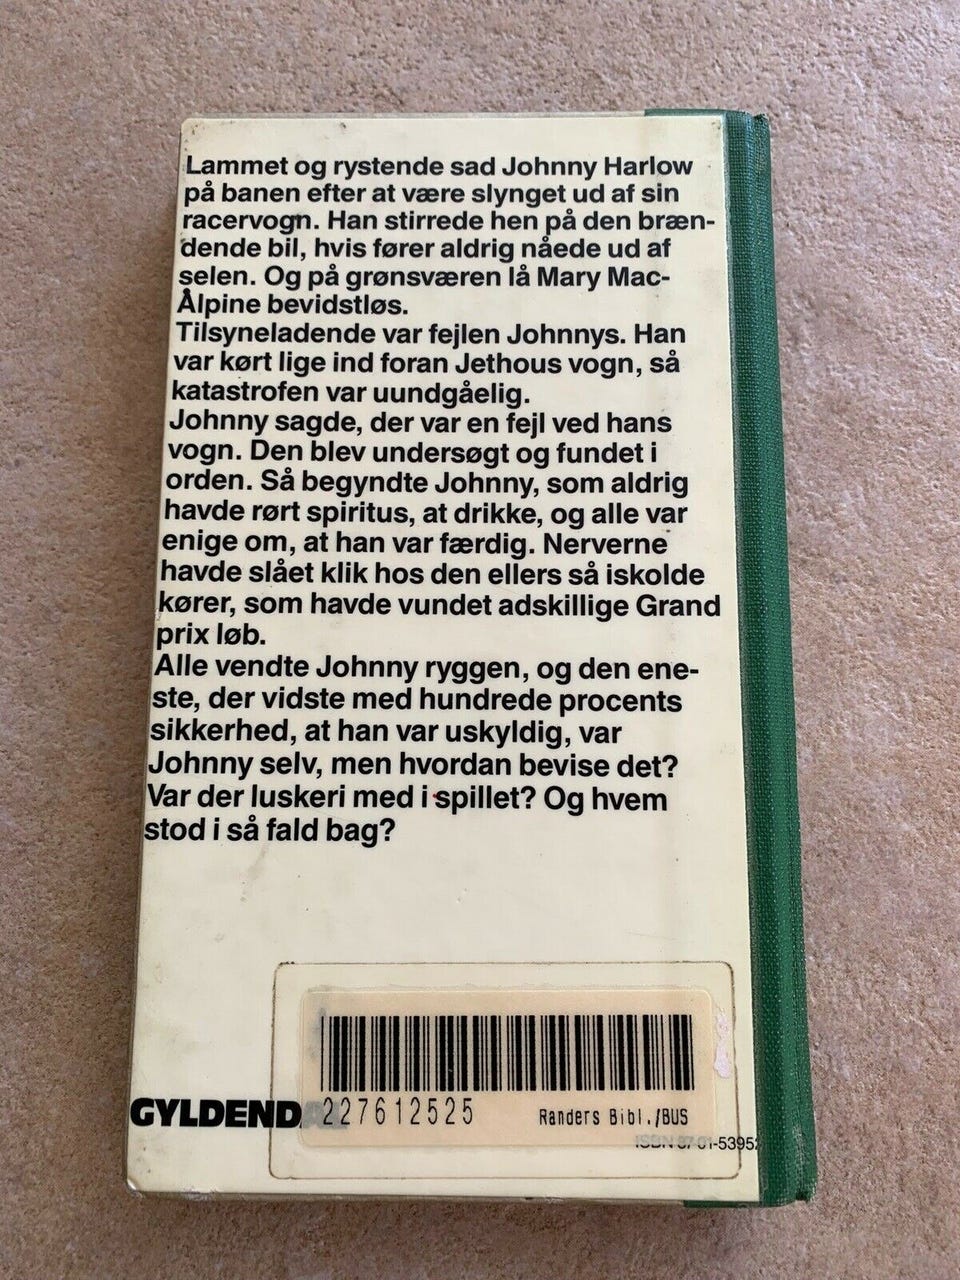 Lammet og rystende sad Johnny Harlow
på banen efter at være slynget ud af sin
racervogn. Han stirrede hen på den bræn-
dende bil, hvis fører aldrig nåede ud af
selen. Og på grønsværen lå Mary Mac-
Alpine bevidstløs.
Tilsyneladende var fejlen Johnnys. Han
var kørt lige ind foran Jethous vogn, så
katastrofen var uundgåelig.
Johnny sagde, der var en fejl ved hans
vogn. Den blev undersøgt og fundet i
orden. Så begyndte Johnny, som aldrig
havde rørt spiritus, at drikke, og alle var
enige om, at han var færdig. Nerverne
havde slået klik hos den ellers så iskolde
kører, som havde vundet adskillige Grand
prix løb.
Alle vendte Johnny ryggen, og den ene-
ste, der vidste med hundrede procents
sikkerhed, at han var uskyldig, var
Johnny selv, men hvordan bevise det?
Var der luskeri med i spillet? Og hvem
stod i så fald bag?
GYLDENDAL
227612525 Randers Bibl./BUS
ISBN 87 01-53952